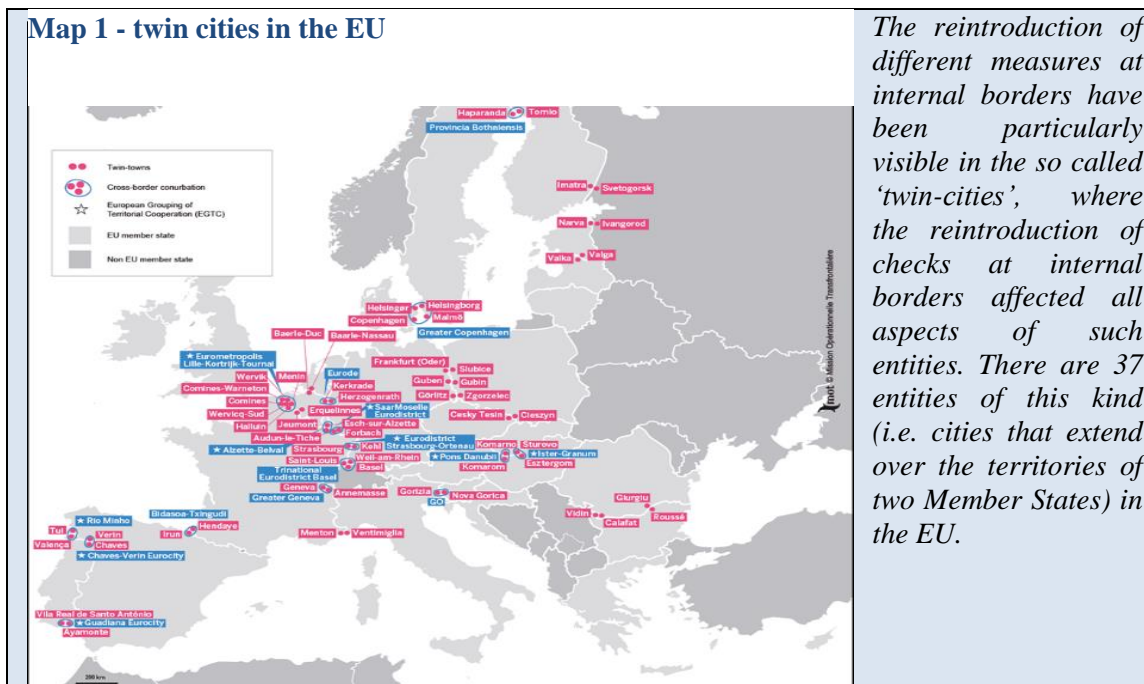 Map 1 - twin cities in the EU
Haparanda Tornio
Provincia Bothniensis
Twin-towns
Cross-border conurbation
European Grouping of
Territorial Cooperation (EGTC)
EU member state
Non EU member state
Imatra Svetogorsk
Narva Ivangorod
Valka Valga
Helsingør Helsingborg
Copenhagen Malmö
Greater Copenhagen
Baerle-Duc Baarle-Nassau
★ Eurometropolis
Lille-Kortrijk-Tournai
Wervik Menin
Comines-Warneton
Comines
Wervicq-Sud
Halluin
Eurode
Kerkrade
Herzogenrath
Erquelinnes
Jeumont
★ SaarMoselle
Eurodistrict
Esch-sur-Alzette
Forbach
Audun-le-Tiche
★ Alzette-Belval
★ Eurodistrict
Strasbourg-Ortenau
Strasbourg Kehl
Saint-Louis Weil-am-Rhein
Basel
Trinational
Eurodistrict Basel
Geneva Annemasse
Greater Geneva
Frankfurt (Oder) Slubice
Guben Gubin
Görlitz Zgorzelec
Cesky Tesin Cieszyn
Komarno Sturovo
★ Pons Danubii ★ Ister-Granum
Komarom Esztergom
Gorizia Nova Gorica
GO
Giurgiu
Roussé
Vidin Calafat
Menton Ventimiglia
Bidasoa-Txingudi
Irun Hendaye
★ Rio Minho
Tui
Valença
Verin
Chaves
★ Chaves-Verin Eurocity
Vila Real de Santo António
★ Guadiana Eurocity
Ayamonte
mot © Mission Opérationnelle Transfrontalière
200 km
The reintroduction of
different measures at
internal borders have
been particularly
visible in the so called
‘twin-cities’, where
the reintroduction of
checks at internal
borders affected all
aspects of such
entities. There are 37
entities of this kind
(i.e. cities that extend
over the territories of
two Member States) in
the EU.